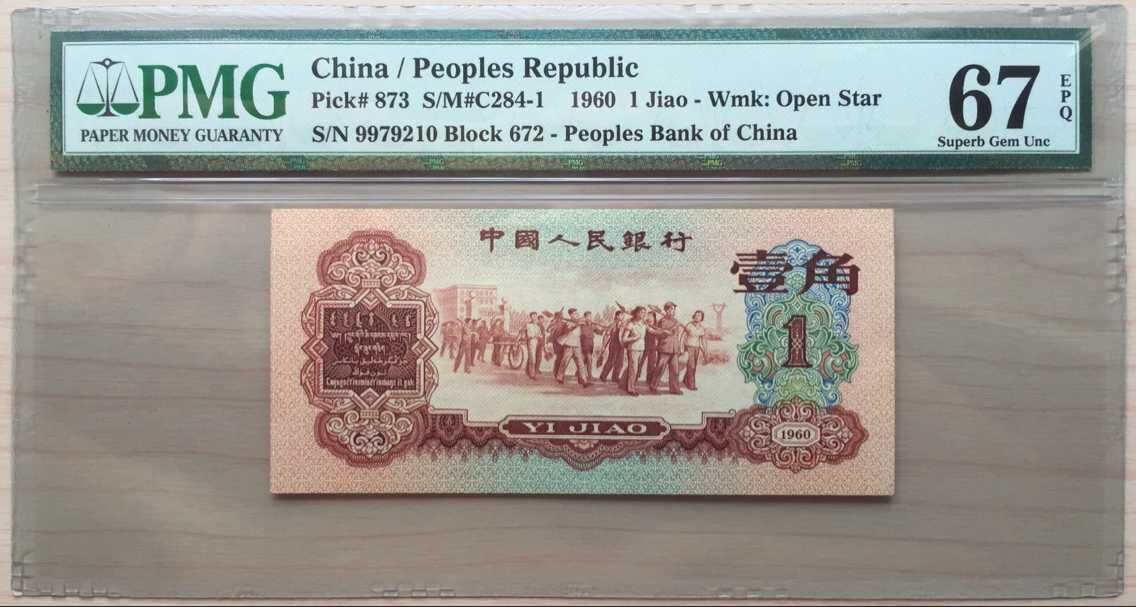 PMG
PAPER MONEY GUARANTY
China / Peoples Republic
Pick# 873 S/M#C284-1 1960 1 Jiao - Wmk: Open Star
S/N 9979210 Block 672 - Peoples Bank of China
67
EPQ
Superb Gem Unc
中國人民銀行
壹角
1
YI JIAO
1960